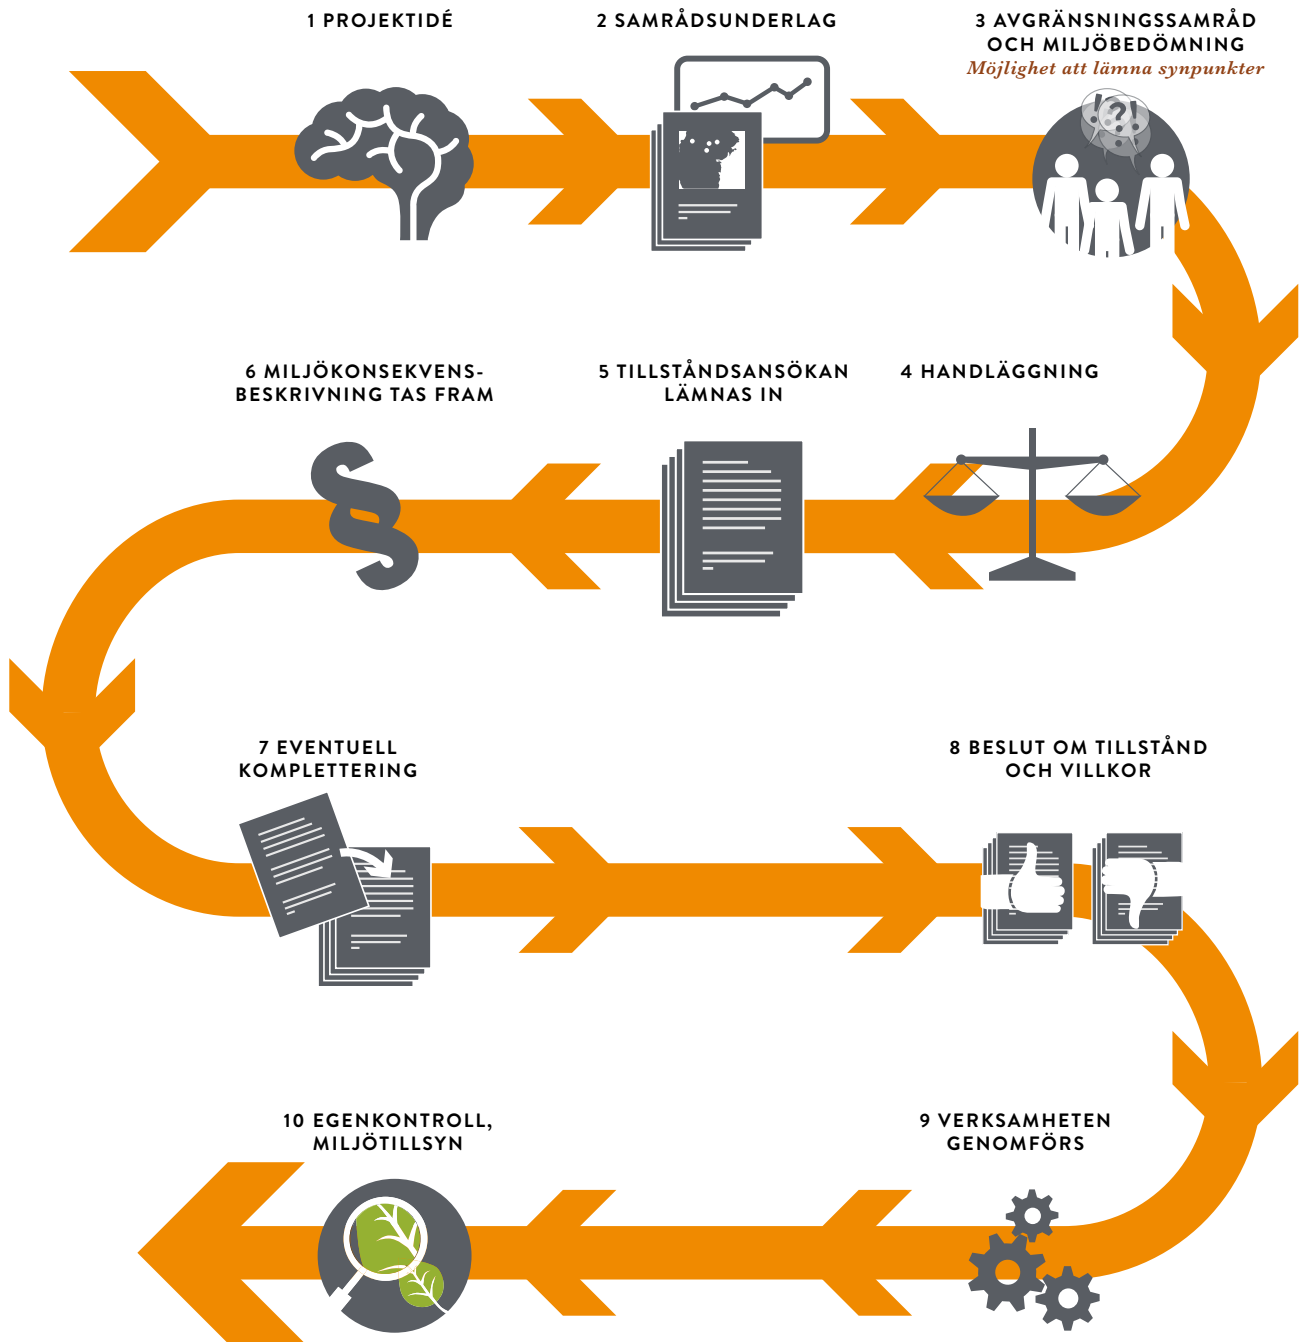 1 PROJEKTIDÉ
2 SAMRÅDSUNDERLAG
3 AVGRÄNSNINGSSAMRÅD
OCH MILJÖBEDÖMNING
Möjlighet att lämna synpunkter
!?!
4 HANDLÄGGNING
5 TILLSTÅNDSANSÖKAN
LÄMNAS IN
6 MILJÖKONSEKVENS-
BESKRIVNING TAS FRAM
§
7 EVENTUELL
KOMPLETTERING
8 BESLUT OM TILLSTÅND
OCH VILLKOR
9 VERKSAMHETEN
GENOMFÖRS
10 EGENKONTROLL,
MILJÖTILLSYN